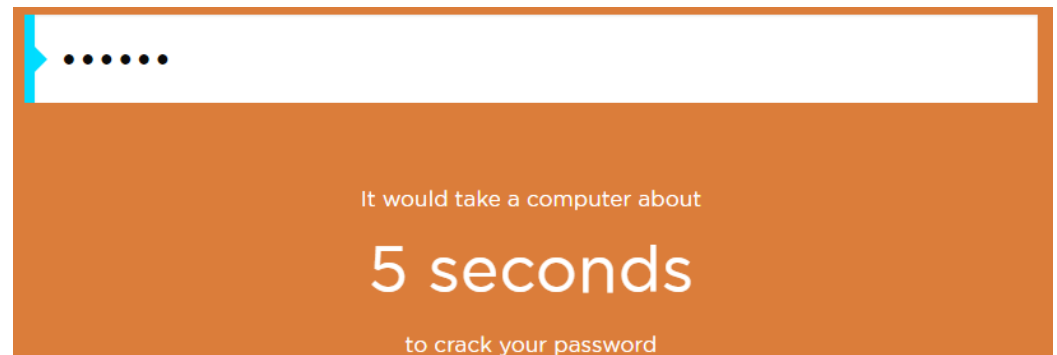 ••••••
It would take a computer about
5 seconds
to crack your password